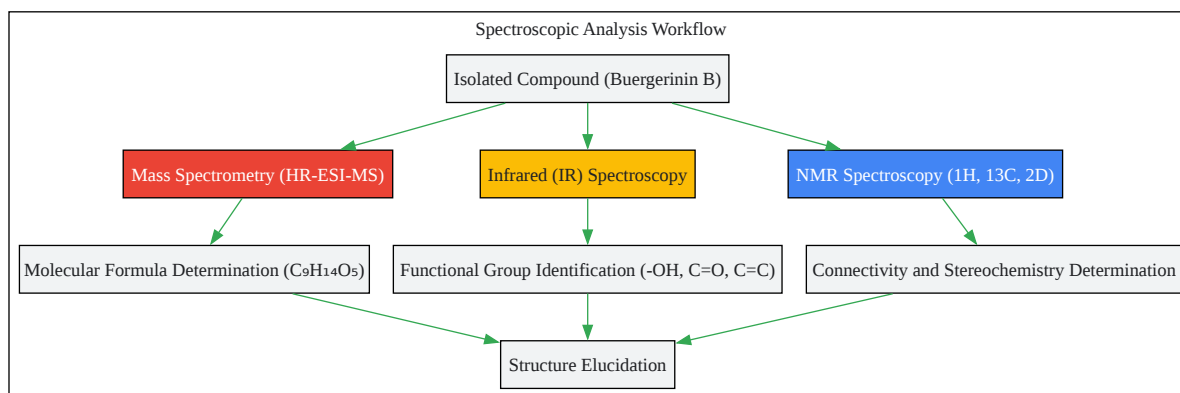 Spectroscopic Analysis Workflow
Isolated Compound (Buergerinin B)
Mass Spectrometry (HR-ESI-MS)
Infrared (IR) Spectroscopy
NMR Spectroscopy (1H, 13C, 2D)
Molecular Formula Determination (C₉H₁₄O₅)
Functional Group Identification (-OH, C=O, C=C)
Connectivity and Stereochemistry Determination
Structure Elucidation